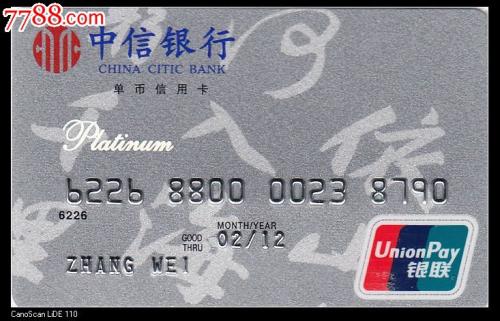 7788.com
中信银行
CHINA CITIC BANK
单币信用卡
Platinum
6226 8800 0023 8790
6226
MONTH/YEAR
GOOD THRU 02/12
ZHANG WEI
UnionPay
银联
CanoScan LiDE 110